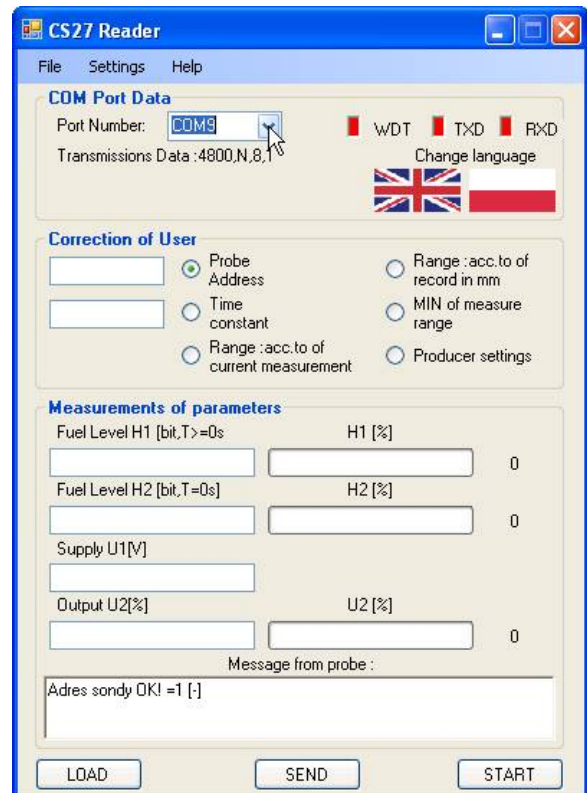 CS27 Reader
File Settings Help
COM Port Data
Port Number: COM9 WDT TXD RXD
Transmissions Data :4800,N,8,1 Change language
Correction of User
Probe Address
Range :acc.to of record in mm
Time constant
MIN of measure range
Range :acc.to of current measurement
Producer settings
Measurements of parameters
Fuel Level H1 [bit,T>=0s H1 [%]
0
Fuel Level H2 [bit,T=0s] H2 [%]
0
Supply U1[V]
Output U2[%] U2 [%]
0
Message from probe :
Adres sondy OK! =1 [-]
LOAD SEND START